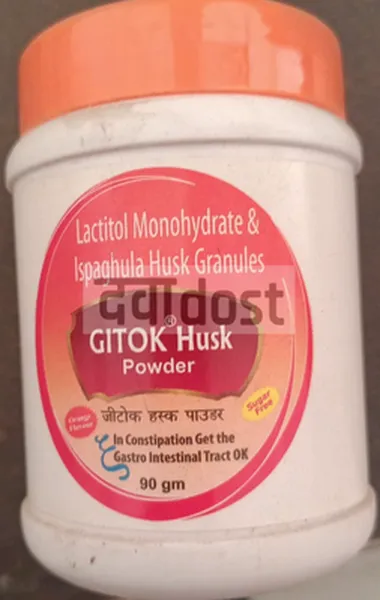 Lactitol Monohydrate &
Ispaghula Husk Granules
दवाdost
GITOK® Husk
Powder
जीटोक हस्क पाउडर
Orange
Flavour
Sugar
Free
In Constipation Get the
Gastro Intestinal Tract OK
90 gm